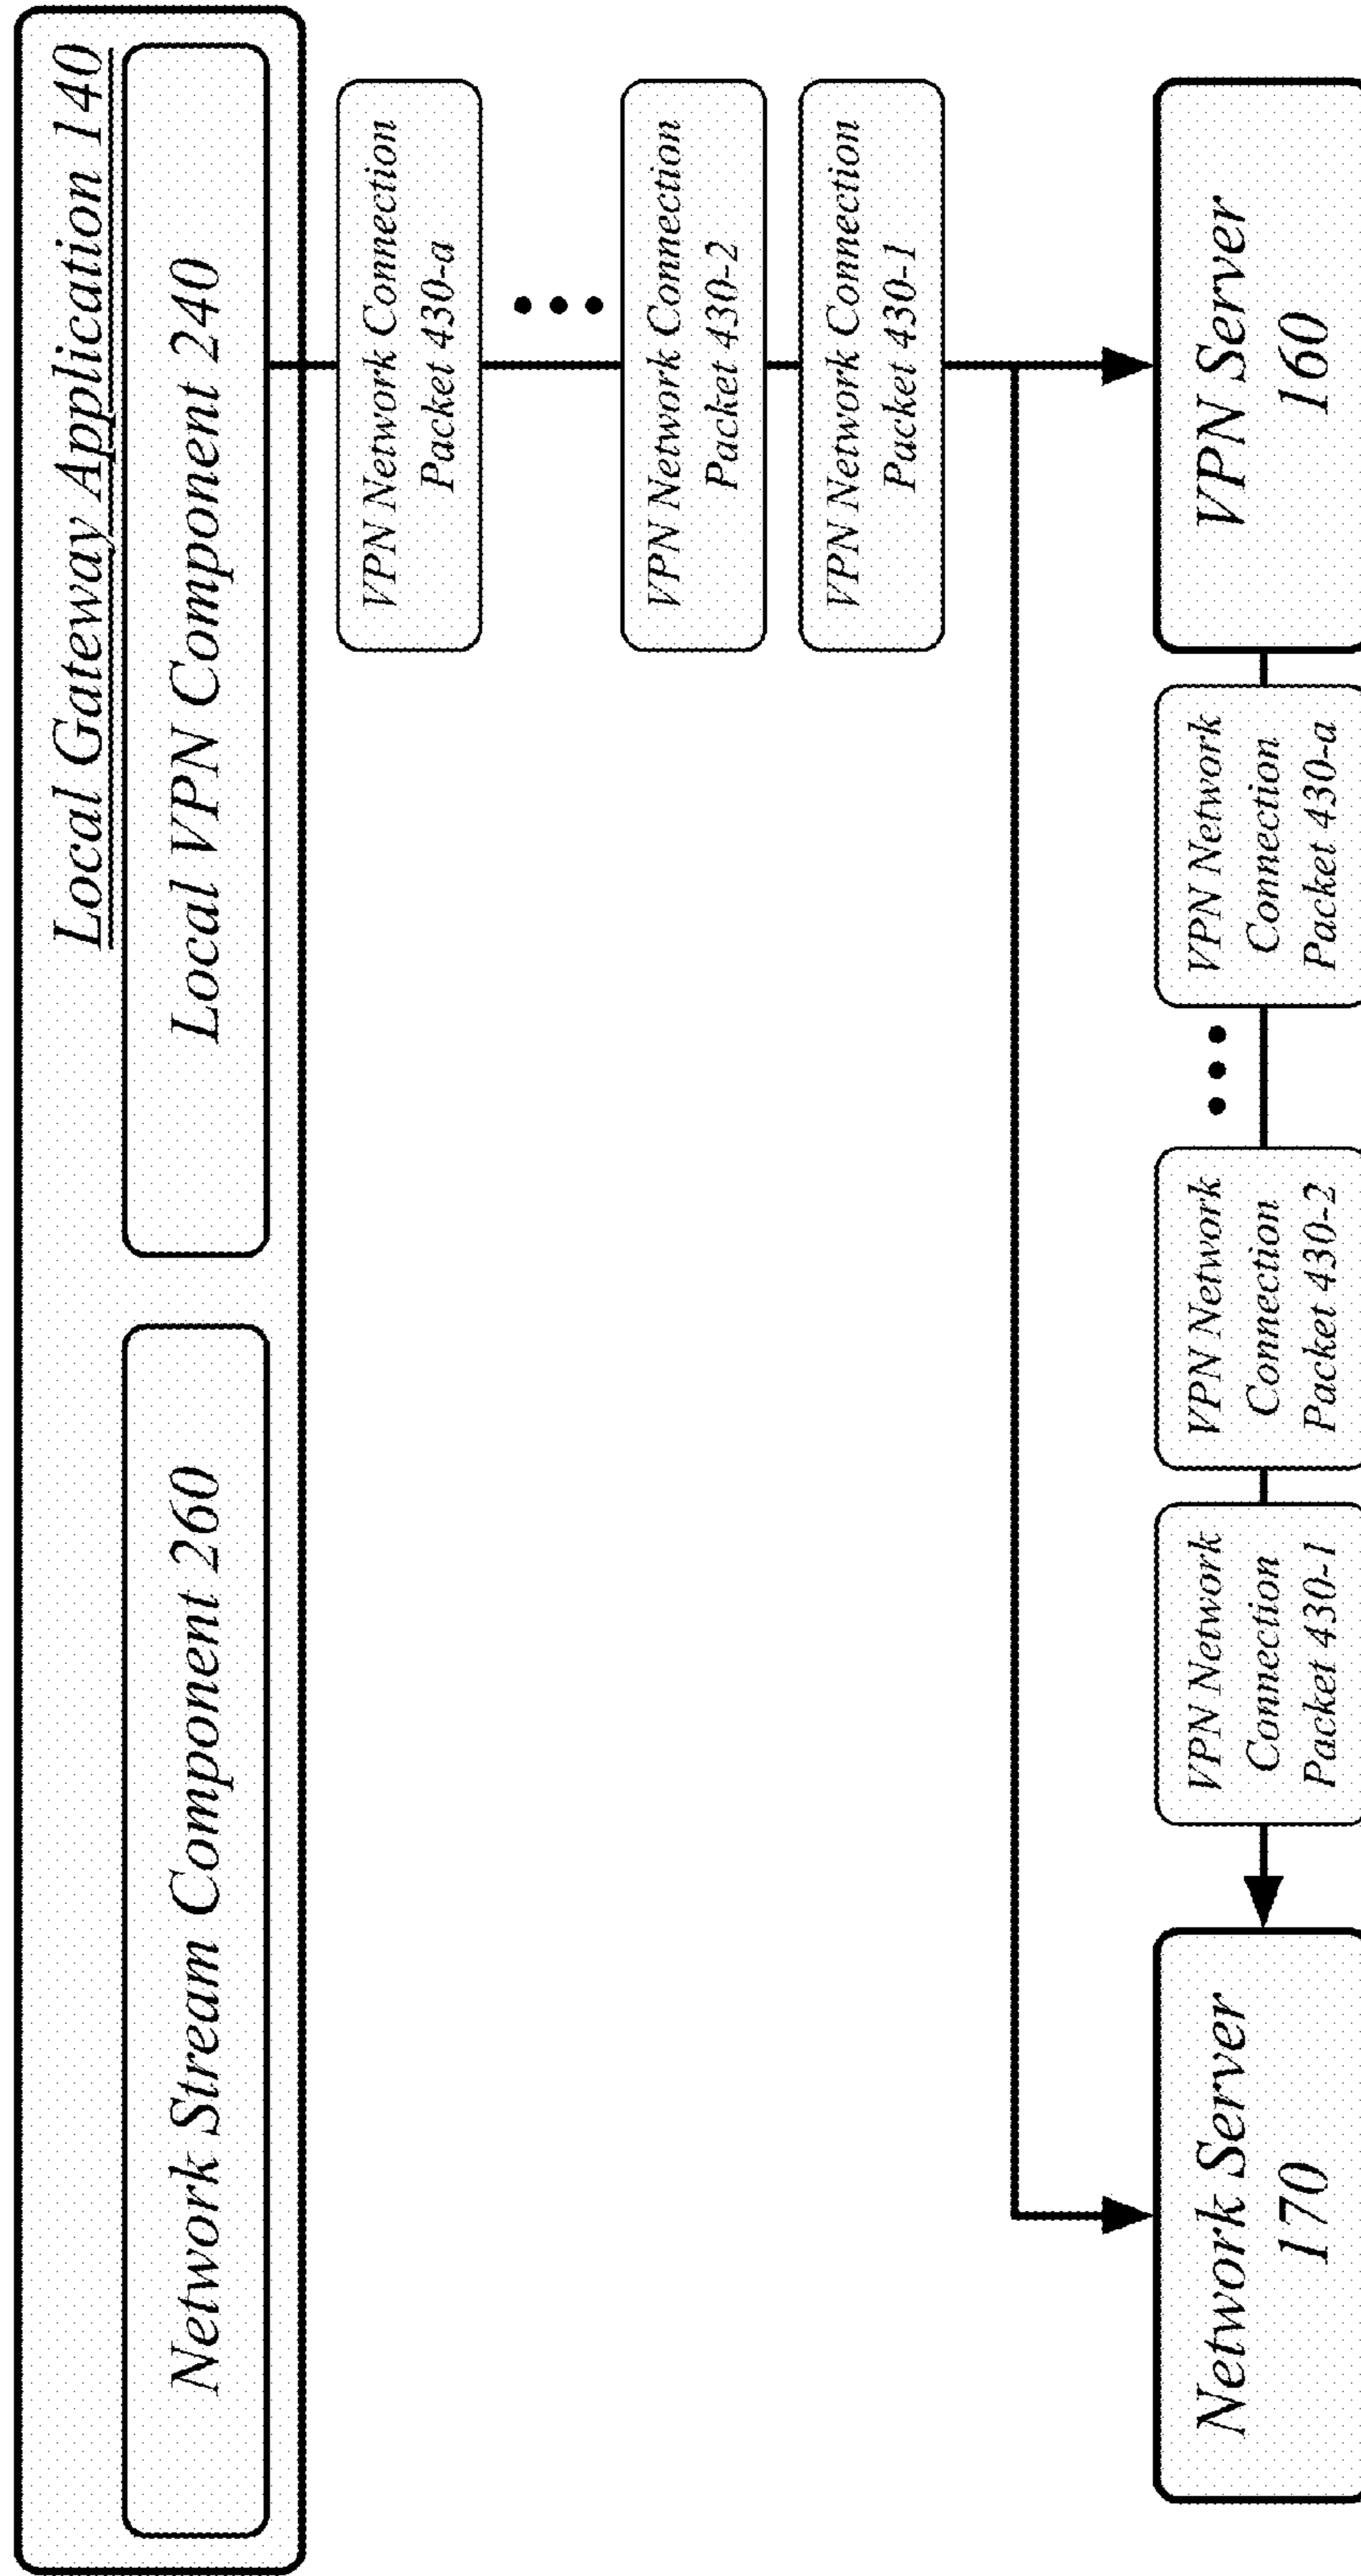 Local Gateway Application 140
Network Stream Component 260
Local VPN Component 240
VPN Network Connection
Packet 430-a
VPN Network Connection
Packet 430-2
VPN Network Connection
Packet 430-1
Network Server
170
VPN Network
Connection
Packet 430-1
VPN Network
Connection
Packet 430-2
VPN Network
Connection
Packet 430-a
VPN Server
160